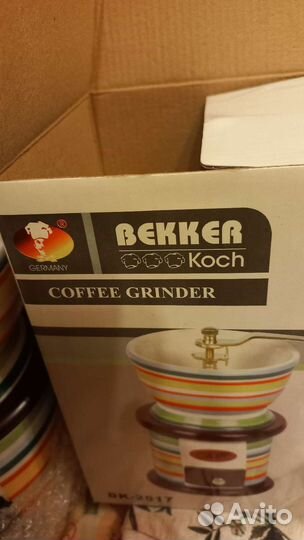 BEKKER
Koch
GERMANY
COFFEE GRINDER
BK-2517
Avito